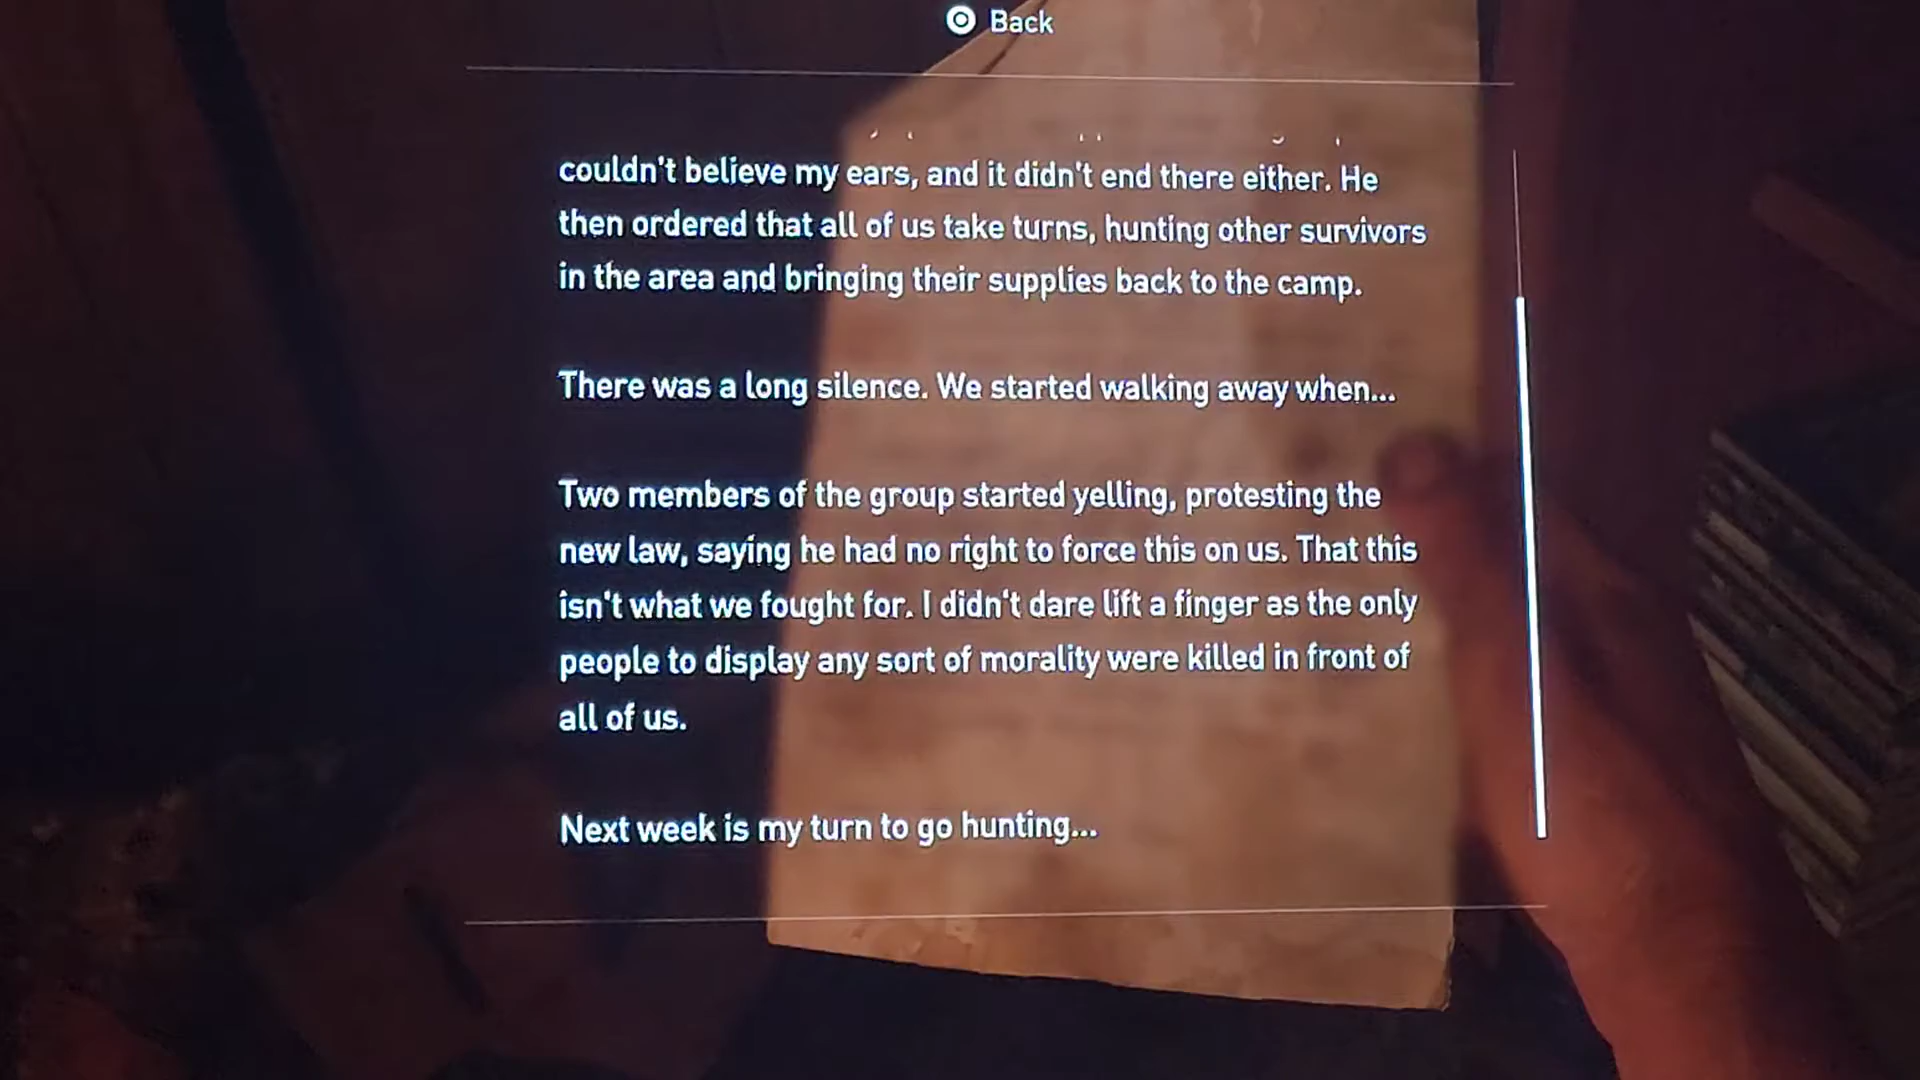 Back
couldn't believe my ears, and it didn't end there either. He
then ordered that all of us take turns, hunting other survivors
in the area and bringing their supplies back to the camp.
There was a long silence. We started walking away when...
Two members of the group started yelling, protesting the
new law, saying he had no right to force this on us. That this
isn't what we fought for. I didn't dare lift a finger as the only
people to display any sort of morality were killed in front of
all of us.
Next week is my turn to go hunting...